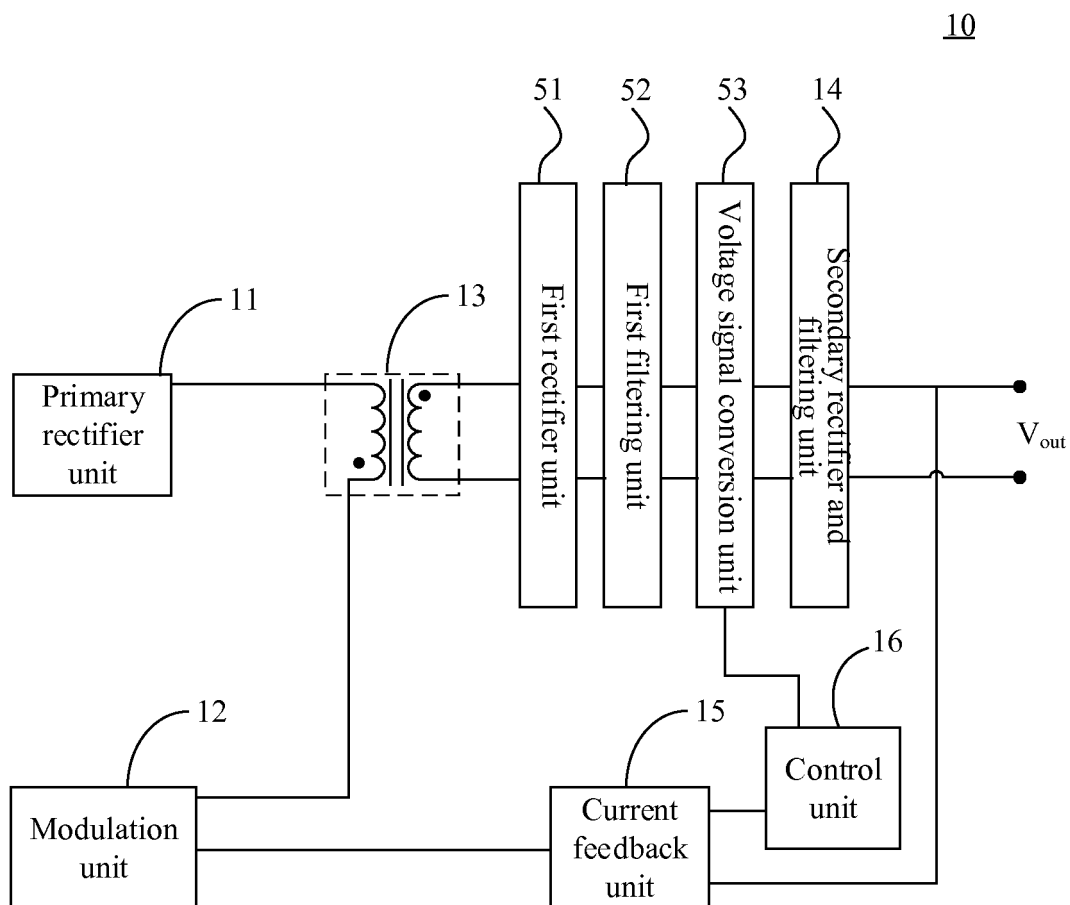 10
51
52
53
14
11
13
Primary
rectifier
unit
First rectifier unit
First filtering unit
Voltage signal conversion unit
Secondary rectifier and
filtering unit
Vout
16
12
15
Control
unit
Modulation
unit
Current
feedback
unit